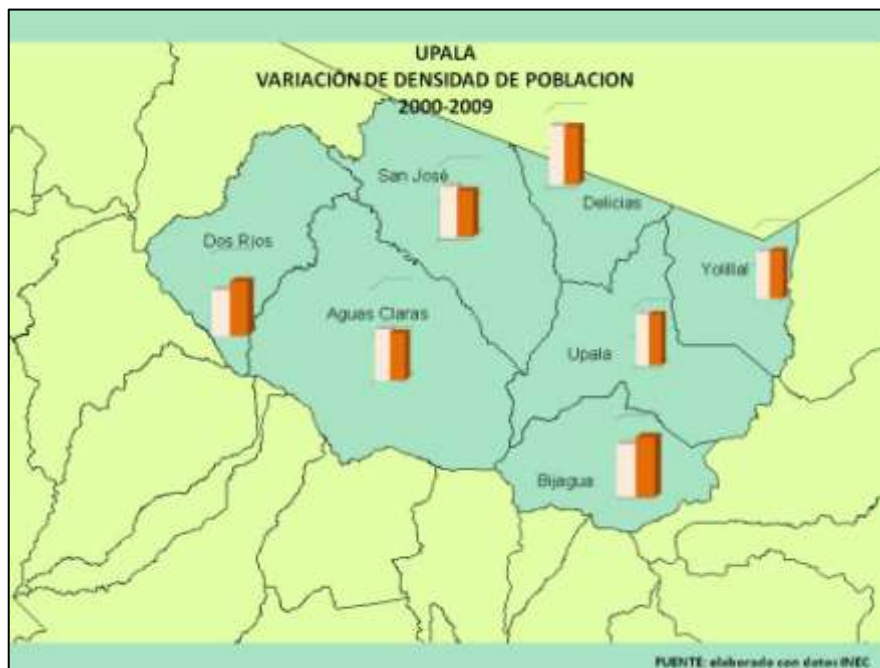 UPALA
VARIACIÓN DE DENSIDAD DE POBLACION
2000-2009
San José
Delicias
Dos Ríos
Yolillal
Aguas Claras
Upala
Bijagua
FUENTE: elaborado con datos INEC